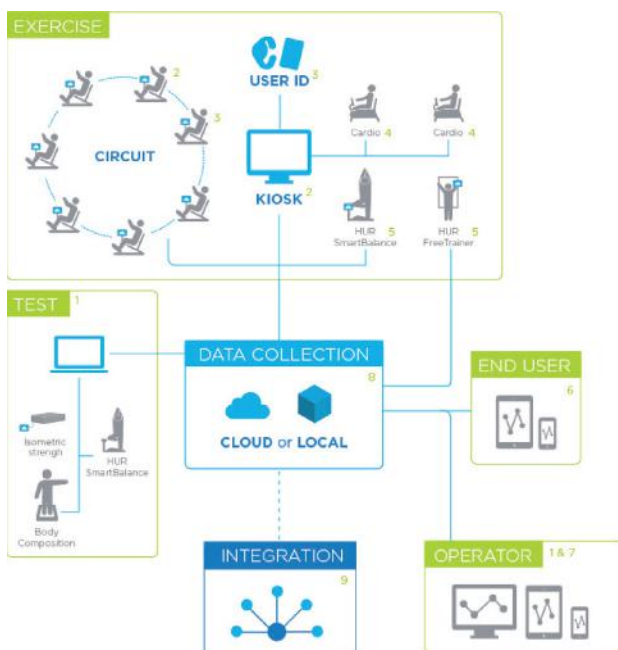 EXERCISE
2
3
CIRCUIT
USER ID 3
KIOSK 2
Cardio 4
Cardio 4
HUR 5
SmartBalance
HUR 5
FreeTrainer
TEST 1
Isometric
strengh
HUR
SmartBalance
Body
Composition
DATA COLLECTION
8
CLOUD or LOCAL
END USER
6
INTEGRATION
9
OPERATOR 1 & 7